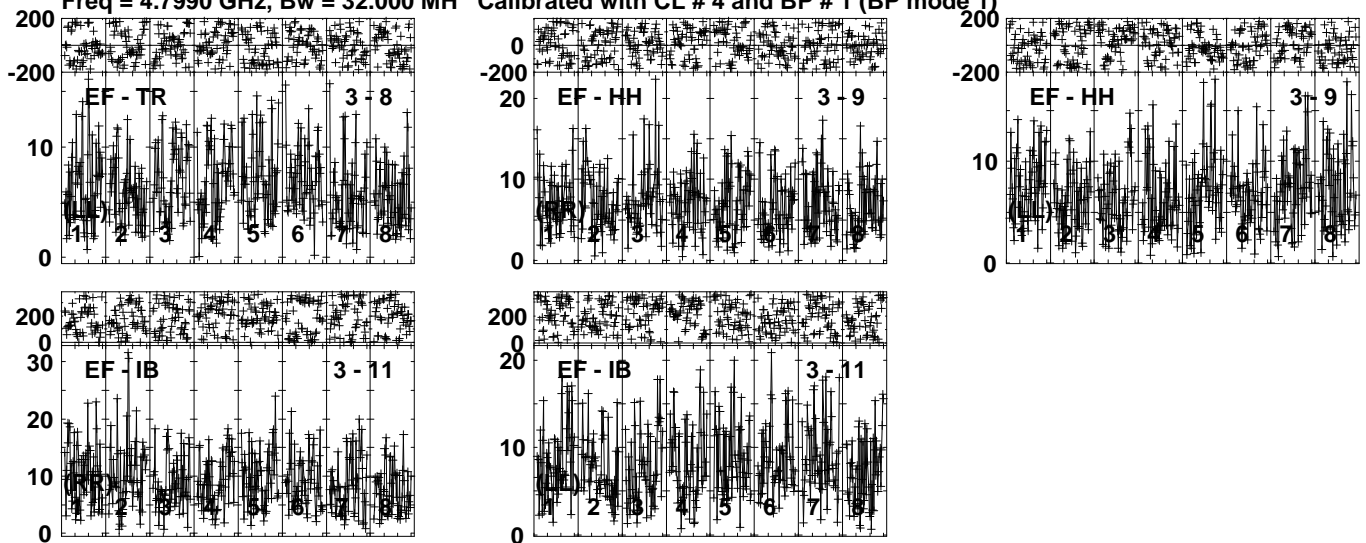 Freq = 4.7990 GHz, Bw = 32.000 MH Calibrated with CL # 4 and BP # 1 (BP mode 1)
200
-200
EF - TR 3 - 8
10
(LL)
1 2 3 4 5 6 7 8
0
0
-200
20
EF - HH 3 - 9
10
(RR)
1 2 3 4 5 6 7 8
0
200
0
-200
EF - HH 3 - 9
10
(LL)
1 2 3 4 5 6 7 8
0
200
0
30
EF - IB 3 - 11
20
10
(RR)
1 2 3 4 5 6 7 8
0
200
0
20
EF - IB 3 - 11
10
(LL)
1 2 3 4 5 6 7 8
0